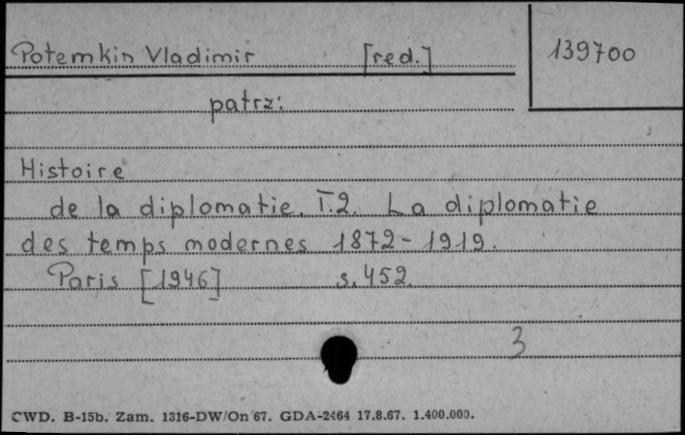 Potemkin Vladimir [red.] 139700
patrz:
Histoire
de la diplomatie. T.2. La diplomatie
des temps modernes 1872-1919.
Paris [1946] s. 452.
3
CWD. B-15b. Zam. 1316-DW/On 67. GDA-2464 17.8.67. 1.400.000.